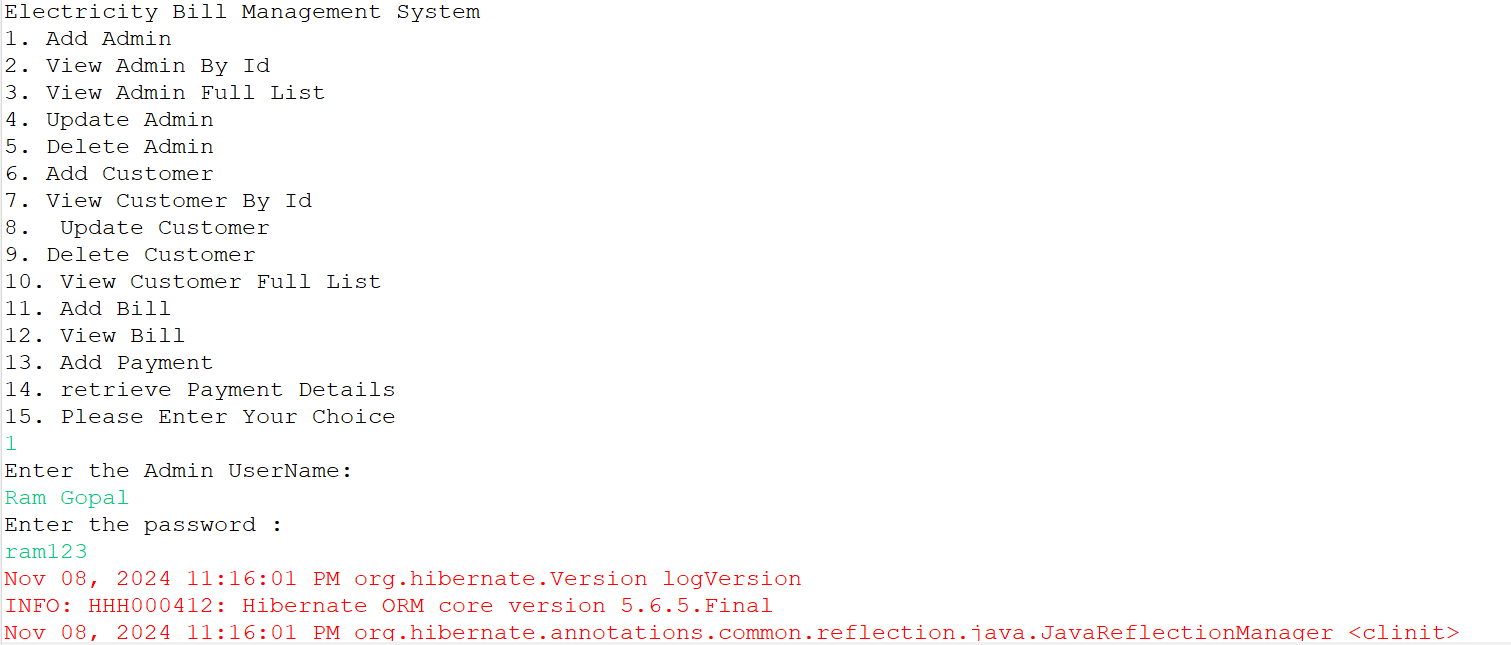 Electricity Bill Management System
1. Add Admin
2. View Admin By Id
3. View Admin Full List
4. Update Admin
5. Delete Admin
6. Add Customer
7. View Customer By Id
8.  Update Customer
9. Delete Customer
10. View Customer Full List
11. Add Bill
12. View Bill
13. Add Payment
14. retrieve Payment Details
15. Please Enter Your Choice
1
Enter the Admin UserName:
Ram Gopal
Enter the password :
ram123
Nov 08, 2024 11:16:01 PM org.hibernate.Version logVersion
INFO: HHH000412: Hibernate ORM core version 5.6.5.Final
Nov 08, 2024 11:16:01 PM org.hibernate.annotations.common.reflection.java.JavaReflectionManager <clinit>